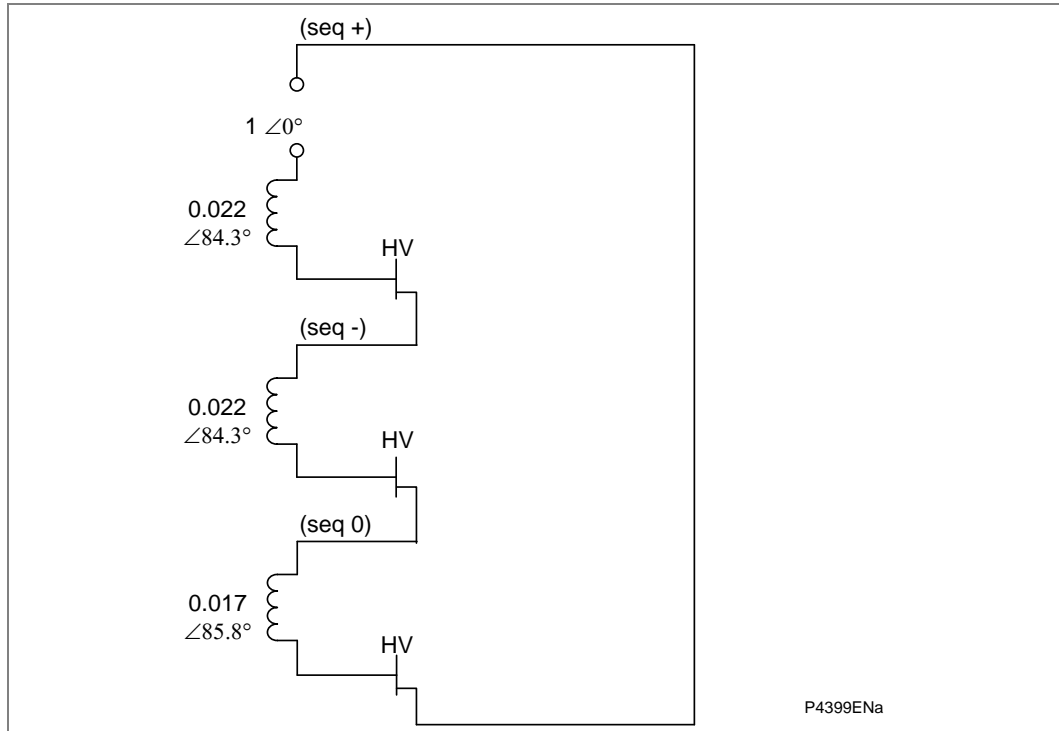 (seq +)
1 ∠0°
0.022
∠84.3°
HV
(seq -)
0.022
∠84.3°
HV
(seq 0)
0.017
∠85.8°
HV
P4399ENa